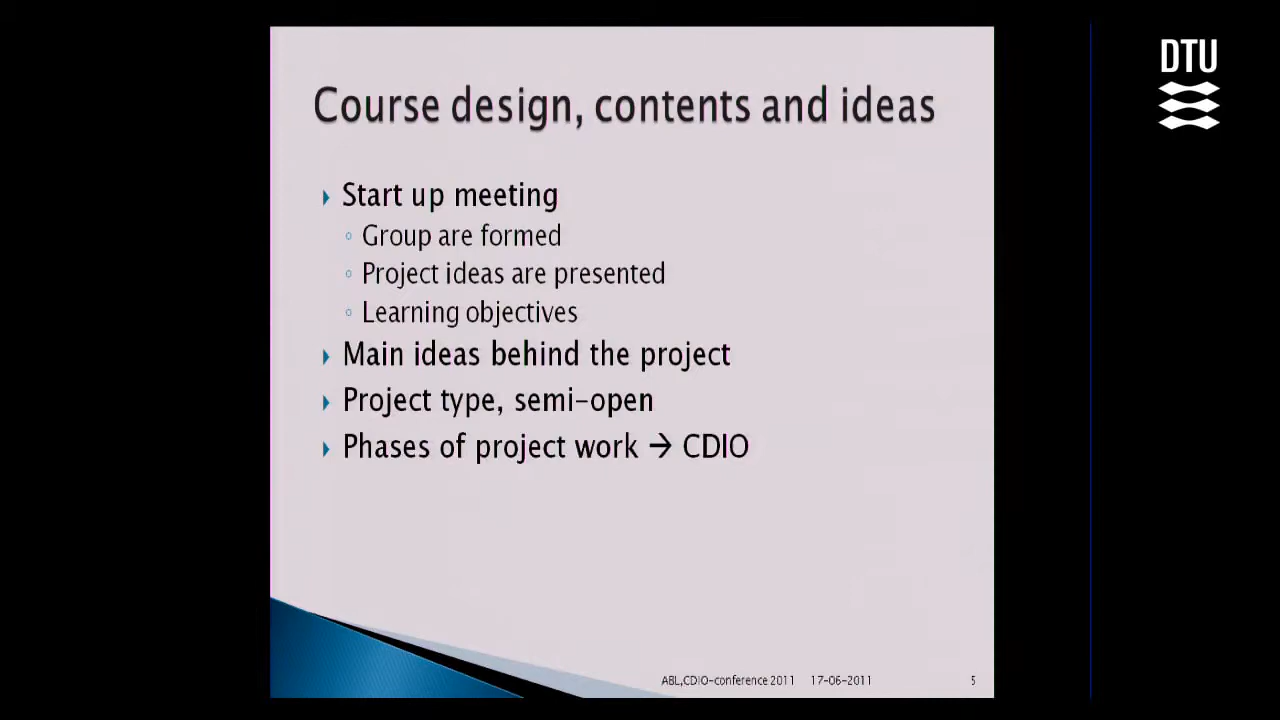 DTU
Course design, contents and ideas
Start up meeting
Group are formed
Project ideas are presented
Learning objectives
Main ideas behind the project
Project type, semi-open
Phases of project work → CDIO
ABL,CDIO-conference 2011 17-06-2011 5